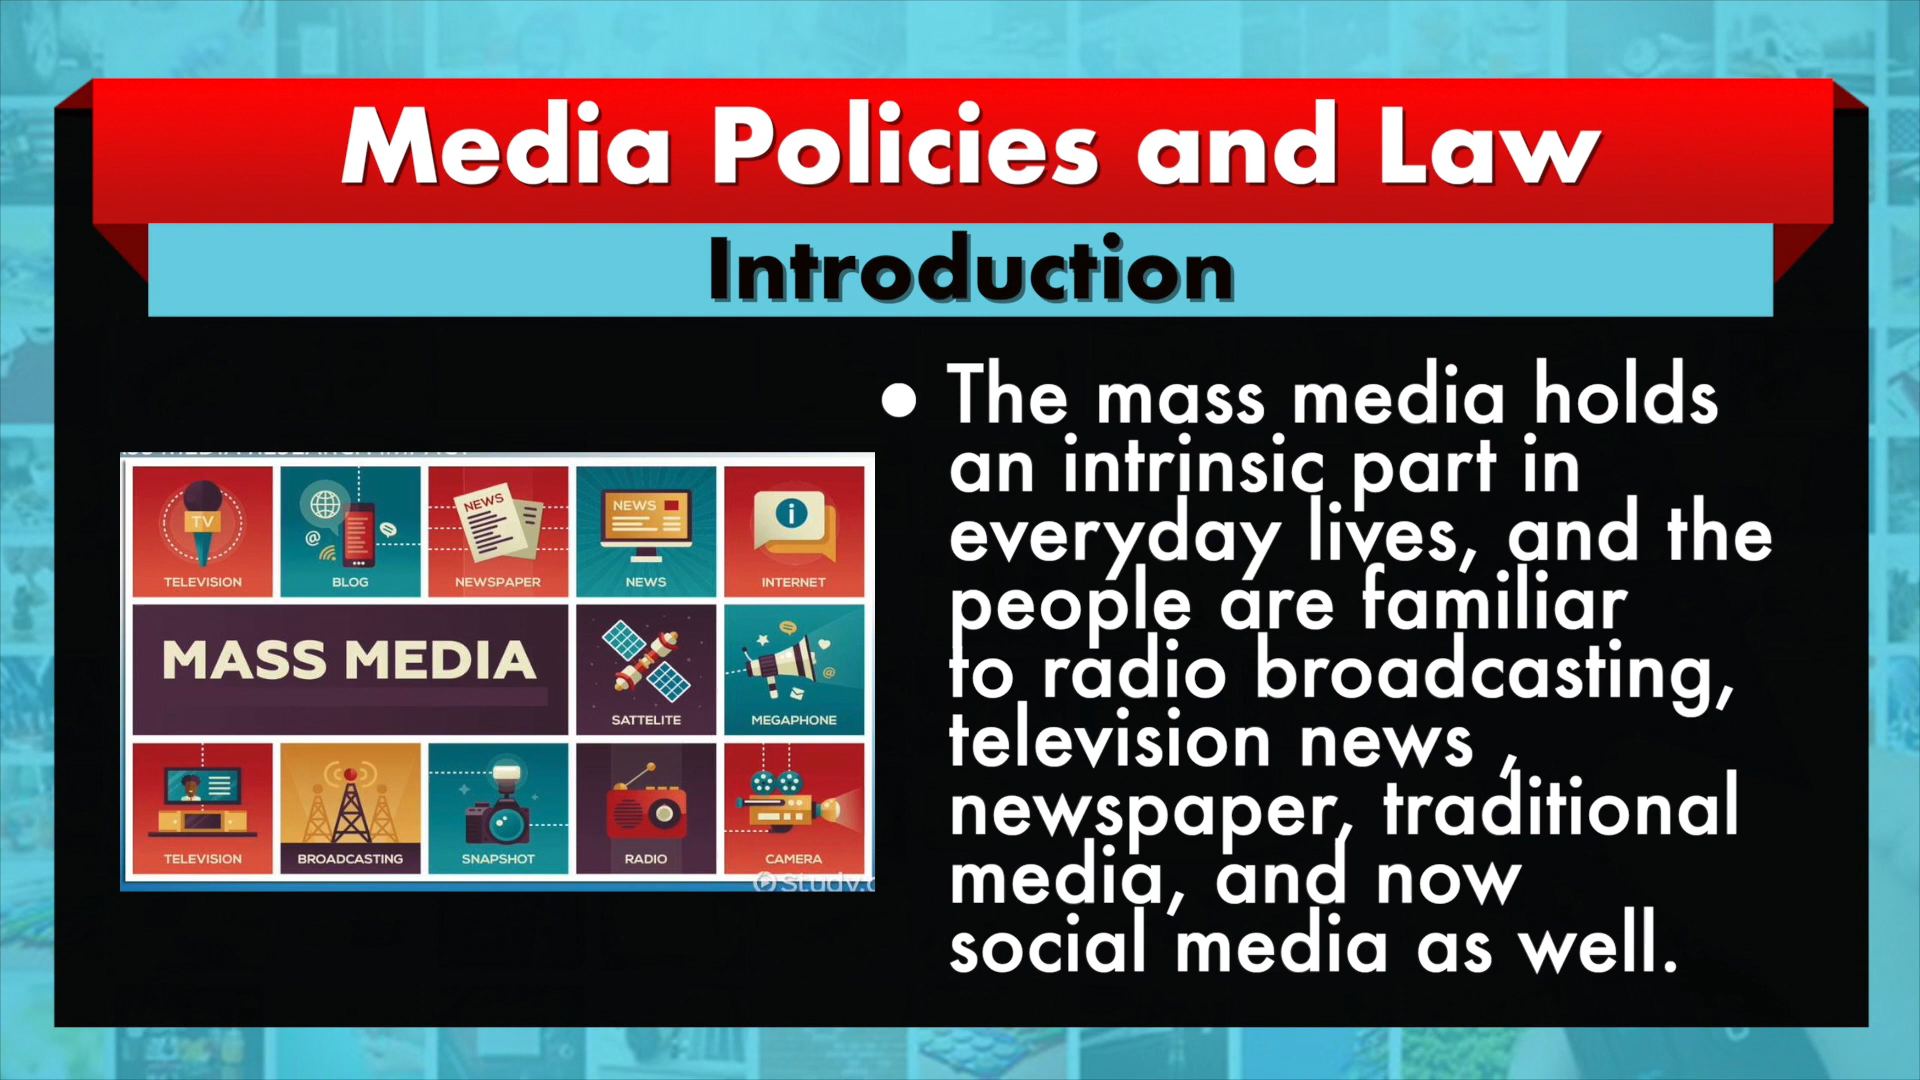 Media Policies and Law
Introduction
The mass media holds
an intrinsic part in
everyday lives, and the
people are familiar
to radio broadcasting,
television news ,
newspaper, traditional
media, and now
social media as well.
TV
TELEVISION
@
BLOG
NEWS
NEWSPAPER
NEWS
NEWS
i
INTERNET
MASS MEDIA
SATTELITE
@
MEGAPHONE
TELEVISION
BROADCASTING
SNAPSHOT
RADIO
CAMERA